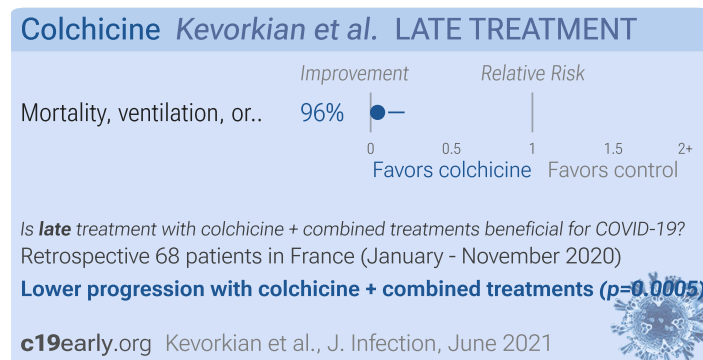 Colchicine Kevorkian et al. LATE TREATMENT
Improvement Relative Risk
Mortality, ventilation, or.. 96%
0 0.5 1 1.5 2+
Favors colchicine Favors control
Is late treatment with colchicine + combined treatments beneficial for COVID-19?
Retrospective 68 patients in France (January - November 2020)
Lower progression with colchicine + combined treatments (p=0.0005)
c19early.org Kevorkian et al., J. Infection, June 2021